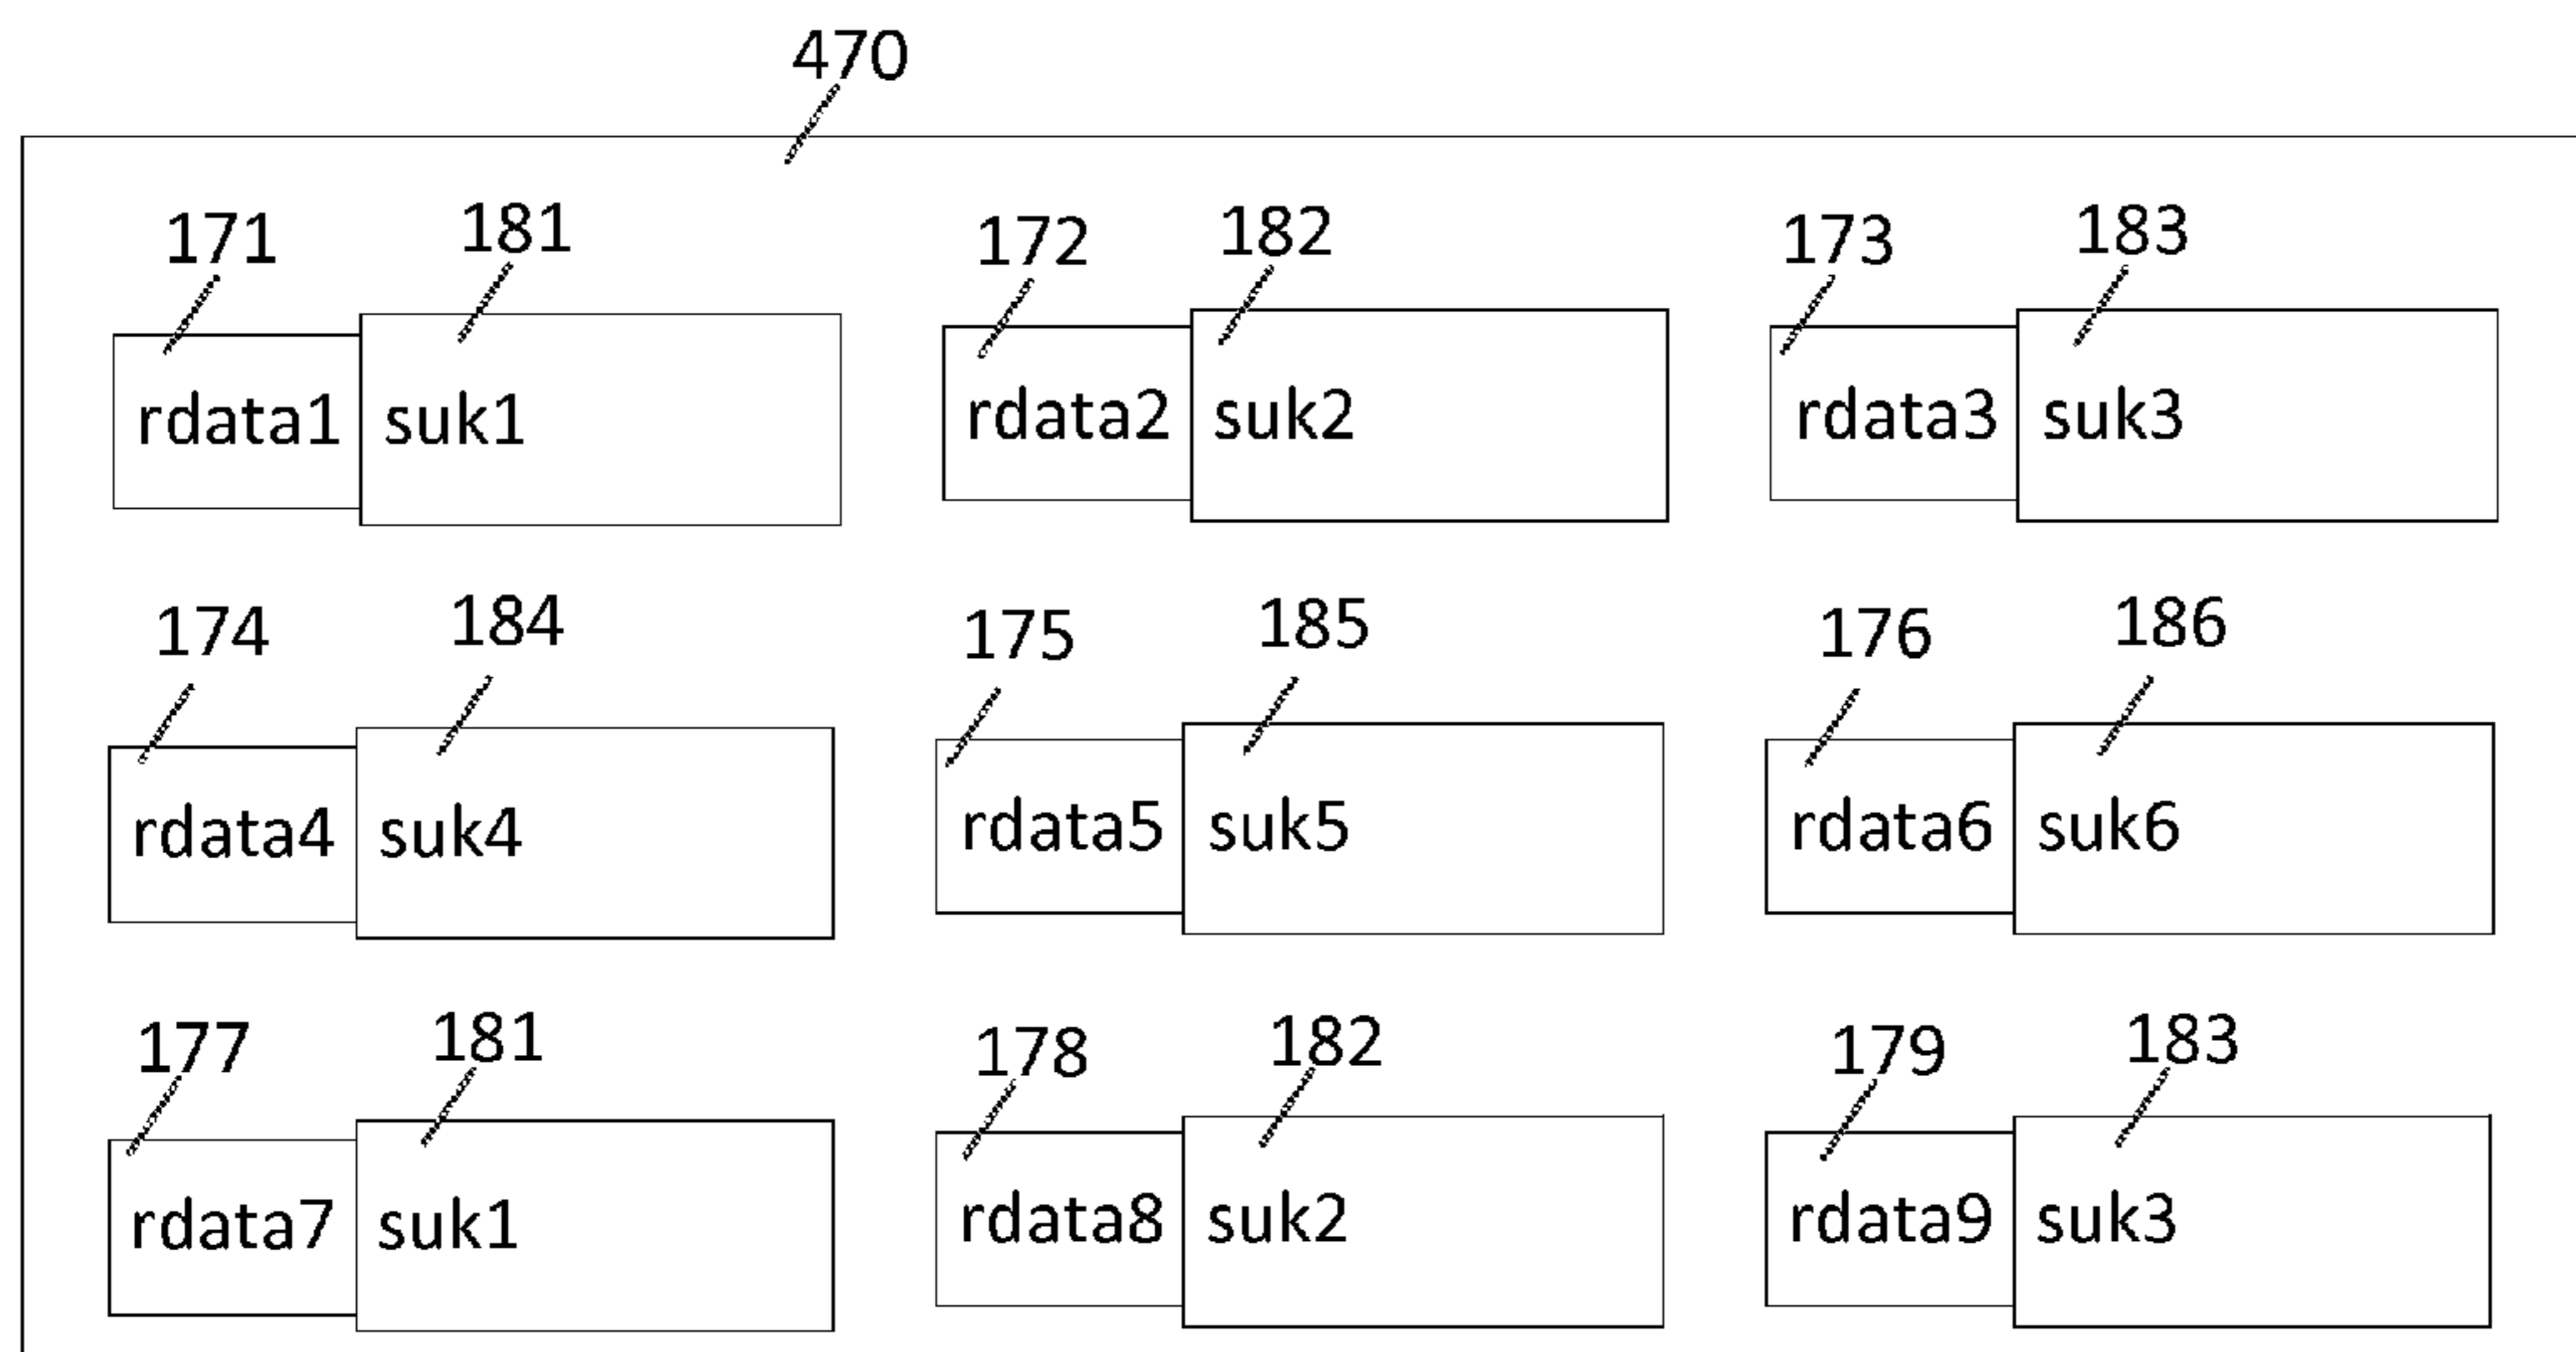 470
171 181 172 182 173 183
rdata1 suk1 rdata2 suk2 rdata3 suk3
174 184 175 185 176 186
rdata4 suk4 rdata5 suk5 rdata6 suk6
177 181 178 182 179 183
rdata7 suk1 rdata8 suk2 rdata9 suk3